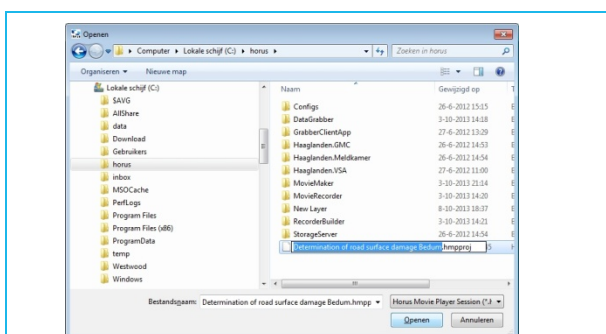 Openen
Computer ▸ Lokale schijf (C:) ▸ horus ▸
Zoeken in horus
Organiseren Nieuwe map
Lokale schijf (C:)
$AVG
AllShare
data
Download
Gebruikers
horus
inbox
MSOCache
PerfLogs
Program Files
Program Files (x86)
ProgramData
temp
Westwood
Windows
Naam Gewijzigd op T
Configs 26-6-2012 15:15 E
DataGrabber 3-10-2013 14:18 E
GrabberClientApp 27-6-2012 13:29 E
Haaglanden.GMC 26-6-2012 14:53 E
Haaglanden.Meldkamer 26-6-2012 14:54 E
Haaglanden.VSA 27-6-2012 11:00 E
MovieMaker 3-10-2013 21:14 E
MovieRecorder 3-10-2013 14:20 E
New Layer 8-10-2013 18:37 E
RecorderBuilder 3-10-2013 14:21 E
StorageServer 26-6-2012 14:54 E
Determination of road surface damage Bedum.hmpproj 5 H
Bestandsnaam: Determination of road surface damage Bedum.hmpp
Horus Movie Player Session (*.h
Openen Annuleren